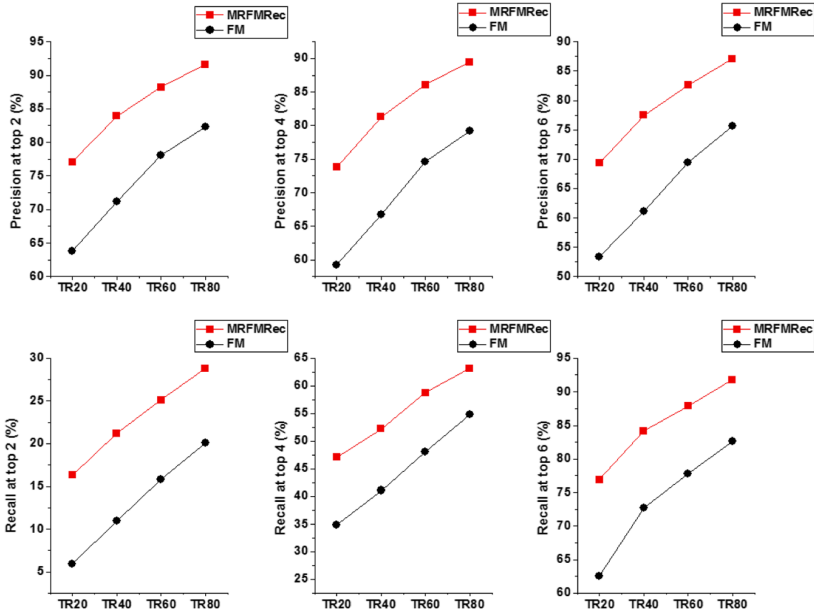 MRFMRec
FM
Precision at top 2 (%)
95
90
85
80
75
70
65
60
TR20 TR40 TR60 TR80
MRFMRec
FM
Precision at top 4 (%)
90
85
80
75
70
65
60
TR20 TR40 TR60 TR80
MRFMRec
FM
Precision at top 6 (%)
90
85
80
75
70
65
60
55
50
TR20 TR40 TR60 TR80
MRFMRec
FM
Recall at top 2 (%)
30
25
20
15
10
5
TR20 TR40 TR60 TR80
MRFMRec
FM
Recall at top 4 (%)
65
60
55
50
45
40
35
30
25
TR20 TR40 TR60 TR80
MRFMRec
FM
Recall at top 6 (%)
95
90
85
80
75
70
65
60
TR20 TR40 TR60 TR80